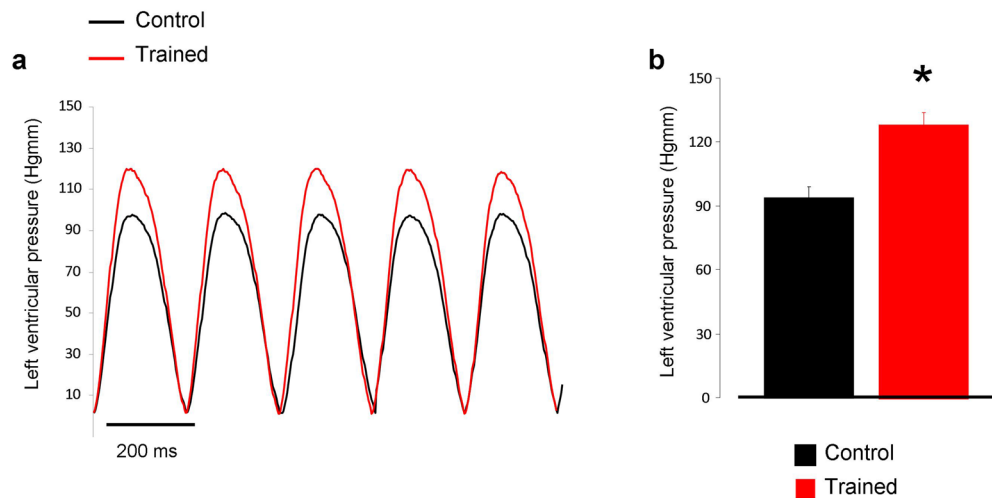 Control
Trained
a
Left ventricular pressure (Hgmm)
150
130
110
90
70
50
30
10
200 ms
b
*
Left ventricular pressure (Hgmm)
150
120
90
60
30
0
Control
Trained